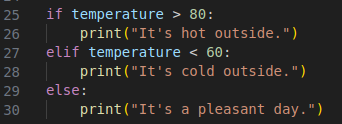 25 if temperature > 80:
26     print("It's hot outside.")
27 elif temperature < 60:
28     print("It's cold outside.")
29 else:
30     print("It's a pleasant day.")